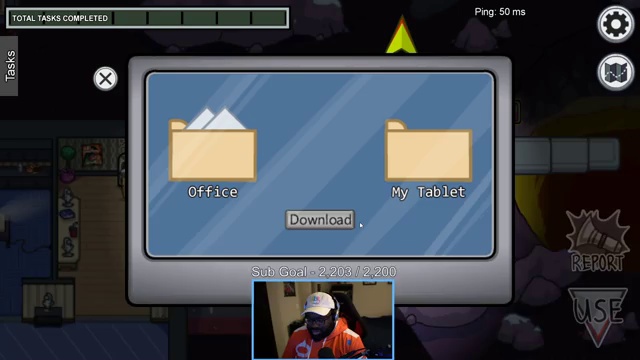 TOTAL TASKS COMPLETED
Ping: 50 ms
Tasks
Office
My Tablet
Download
Sub Goal - 2,203 / 2,200
REPORT
USE